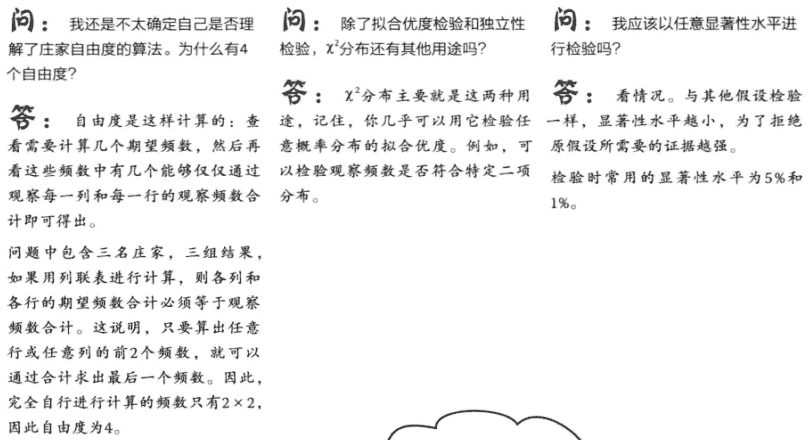 问： 我还是不太确定自己是否理
解了庄家自由度的算法。为什么有4
个自由度？
答： 自由度是这样计算的：查
看需要计算几个期望频数，然后再
看这些频数中有几个能够仅仅通过
观察每一列和每一行的观察频数合
计即可得出。
问题中包含三名庄家，三组结果，
如果用列联表进行计算，则各列和
各行的期望频数合计必须等于观察
频数合计。这说明，只要算出任意
行或任意列的前2个频数，就可以
通过合计求出最后一个频数。因此，
完全自行进行计算的频数只有2×2，
因此自由度为4。
问： 除了拟合优度检验和独立性
检验，χ²分布还有其他用途吗？
答： χ²分布主要就是这两种用
途，记住，你几乎可以用它检验任
意概率分布的拟合优度。例如，可
以检验观察频数是否符合特定二项
分布。
问： 我应该以任意显著性水平进
行检验吗？
答： 看情况。与其他假设检验
一样，显著性水平越小，为了拒绝
原假设所需要的证据越强。
检验时常用的显著性水平为5%和
1%。